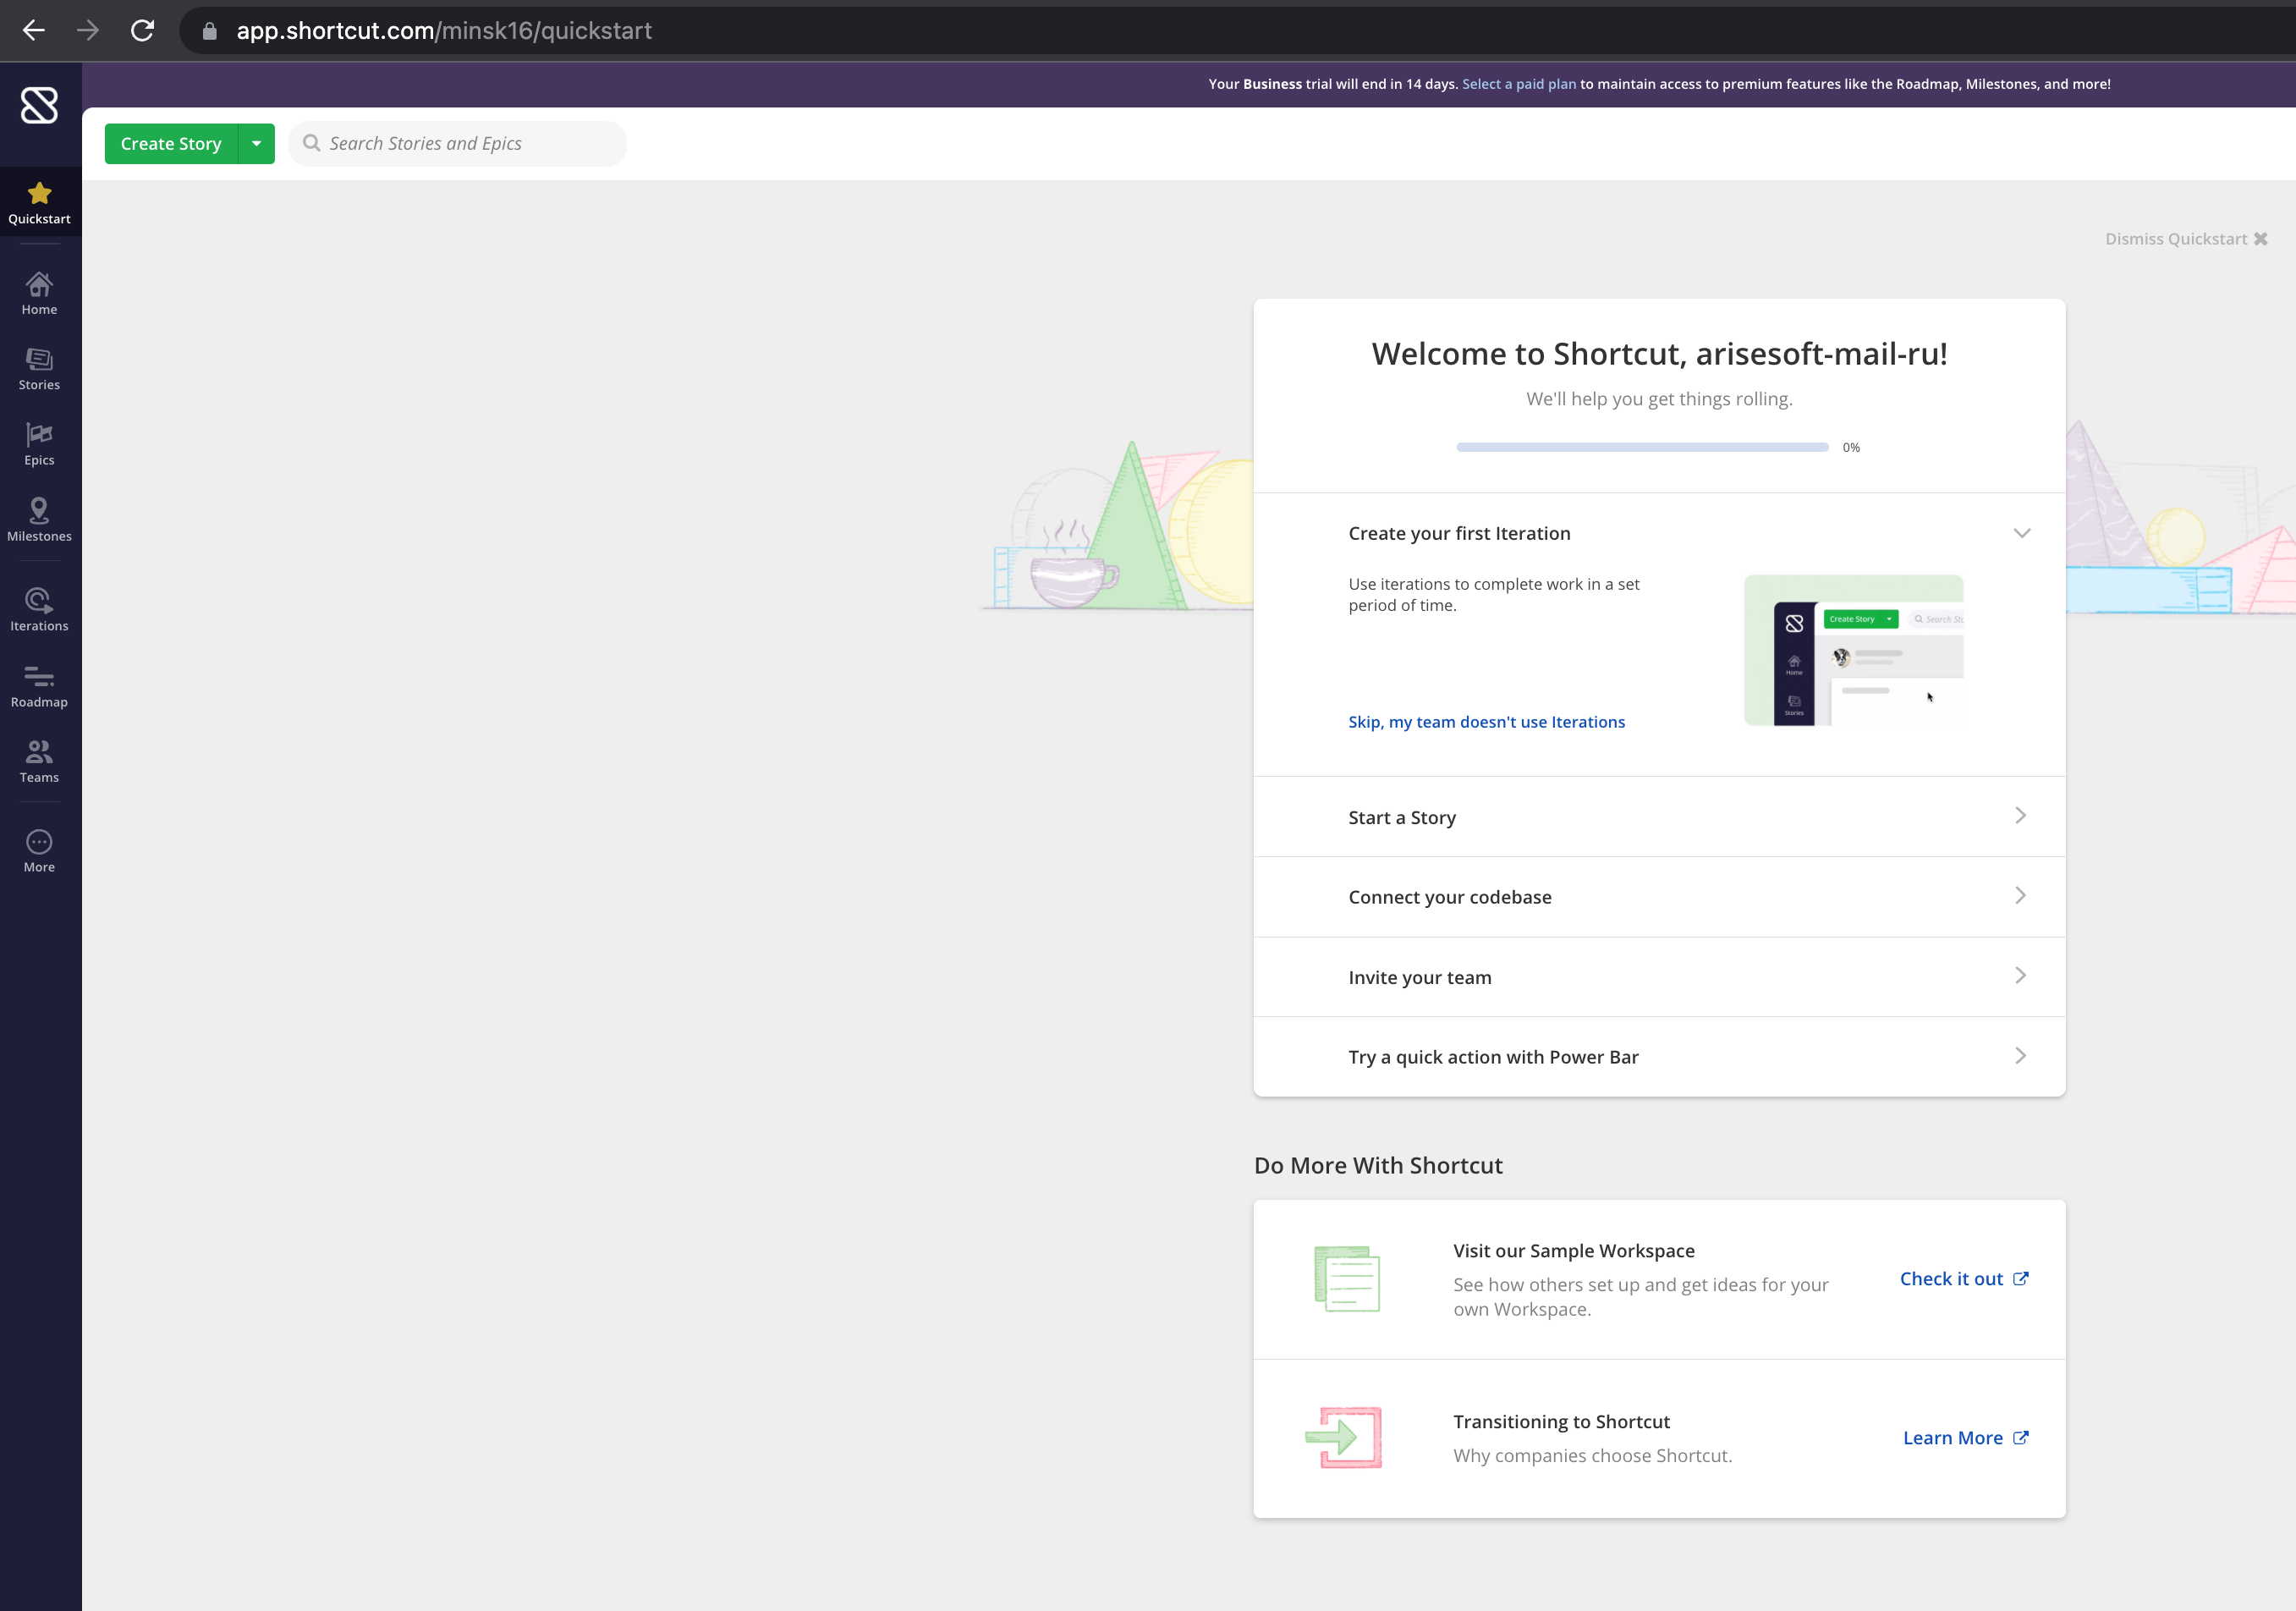 app.shortcut.com/minsk16/quickstart
Your Business trial will end in 14 days. Select a paid plan to maintain access to premium features like the Roadmap, Milestones, and more!
Create Story
Search Stories and Epics
Quickstart
Home
Stories
Epics
Milestones
Iterations
Roadmap
Teams
More
Dismiss Quickstart
Welcome to Shortcut, arisesoft-mail-ru!
We'll help you get things rolling.
0%
Create your first Iteration
Use iterations to complete work in a set
period of time.
Create Story
Search Sto
Home
Stories
Skip, my team doesn't use Iterations
Start a Story
Connect your codebase
Invite your team
Try a quick action with Power Bar
Do More With Shortcut
Visit our Sample Workspace
See how others set up and get ideas for your
own Workspace.
Check it out
Transitioning to Shortcut
Why companies choose Shortcut.
Learn More